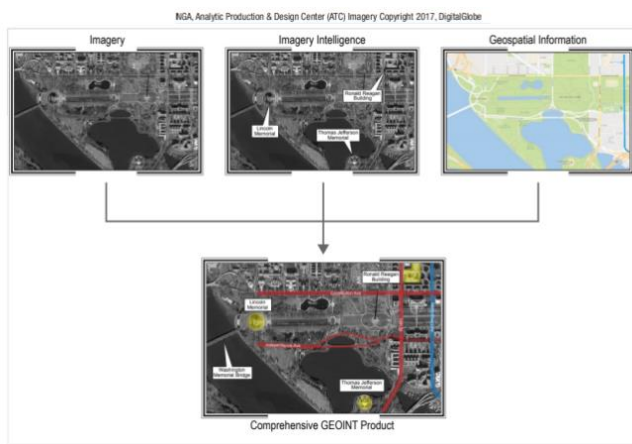 INGA, Analytic Production & Design Center (ATC) Imagery Copyright 2017, DigitalGlobe
Imagery
Imagery Intelligence
Geospatial Information
Ronald Reagan
Building
Lincoln
Memorial
Thomas Jefferson
Memorial
Ronald Reagan
Building
Lincoln
Memorial
Washington
Memorial Bridge
Thomas Jefferson
Memorial
Comprehensive GEOINT Product